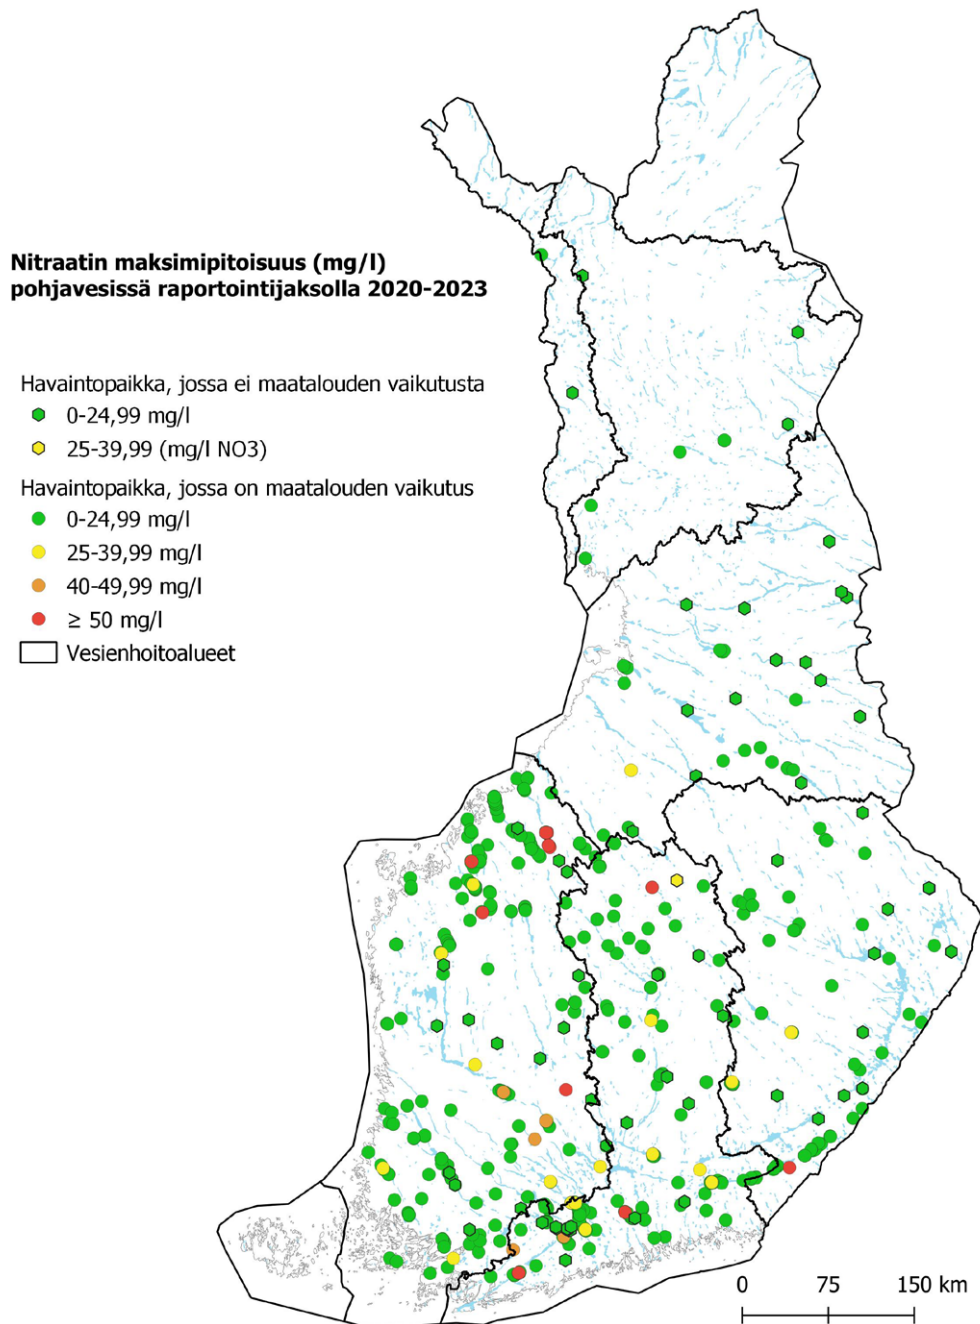 Nitraatin maksimipitoisuus (mg/l)
pohjavesissä raportointijaksolla 2020-2023
Havaintopaikka, jossa ei maatalouden vaikutusta
0-24,99 mg/l
25-39,99 (mg/l NO3)
Havaintopaikka, jossa on maatalouden vaikutus
0-24,99 mg/l
25-39,99 mg/l
40-49,99 mg/l
≥ 50 mg/l
Vesienhoitoalueet
0 75 150 km